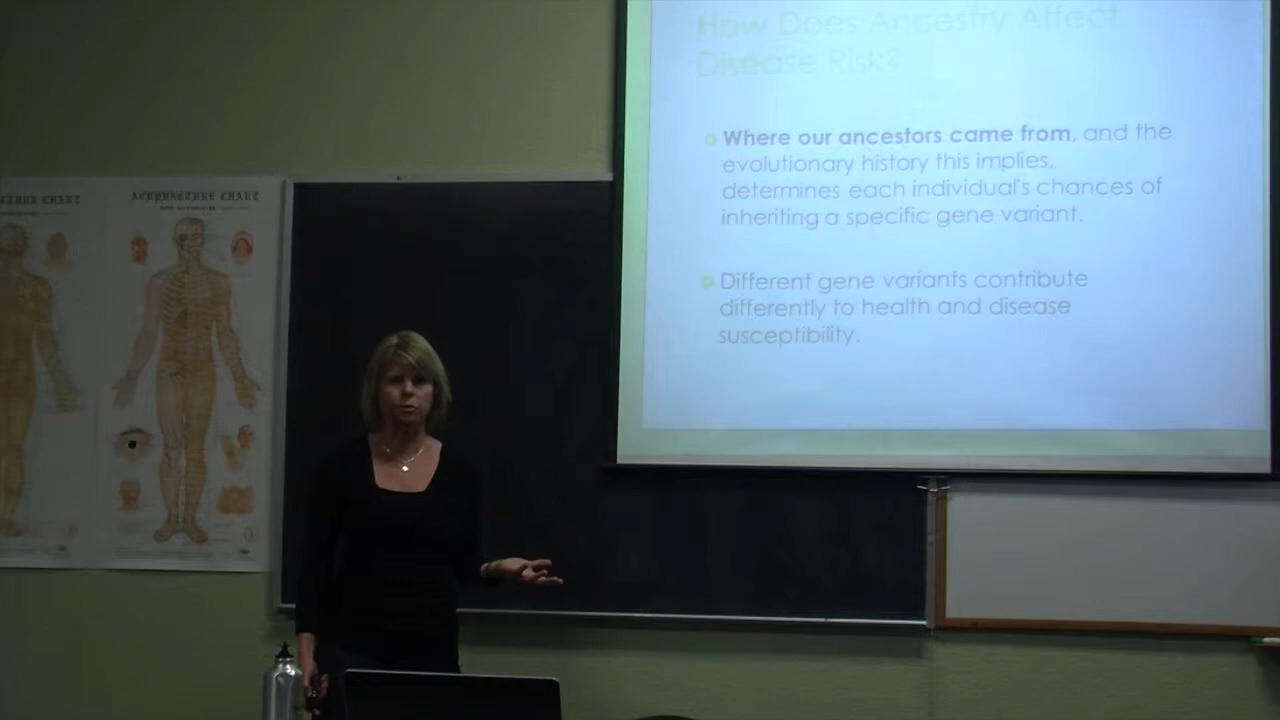 How Does Ancestry Affect
Disease Risk?
Where our ancestors came from, and the
evolutionary history this implies,
determines each individual's chances of
inheriting a specific gene variant.
Different gene variants contribute
differently to health and disease
susceptibility.
CHART
ACUPUNCTURE CHART